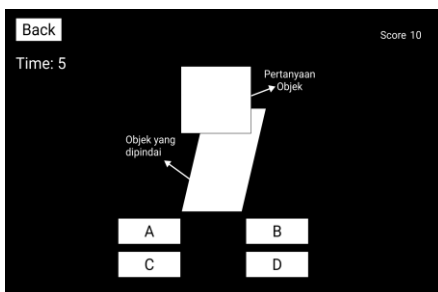 Back
Score 10
Time: 5
Pertanyaan
Objek
Objek yang
dipindai
A
B
C
D